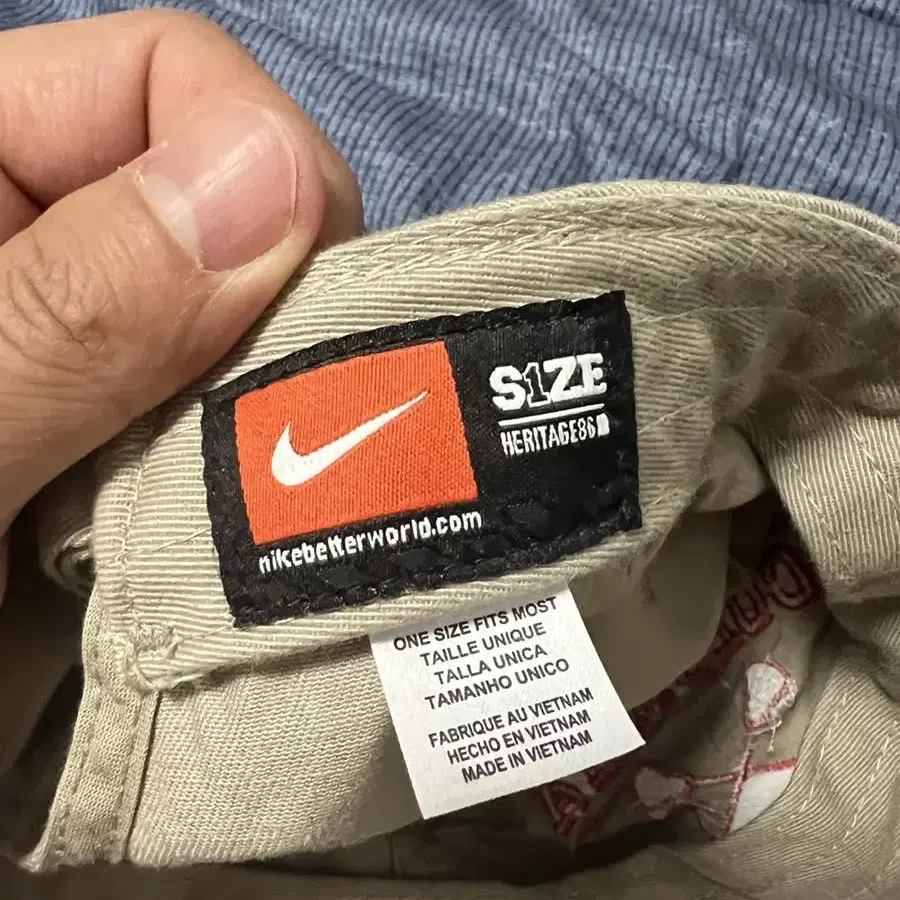 S1ZE
HERITAGE86
nikebetterworld.com
ONE SIZE FITS MOST
TAILLE UNIQUE
TALLA UNICA
TAMANHO UNICO
FABRIQUE AU VIETNAM
HECHO EN VIETNAM
MADE IN VIETNAM